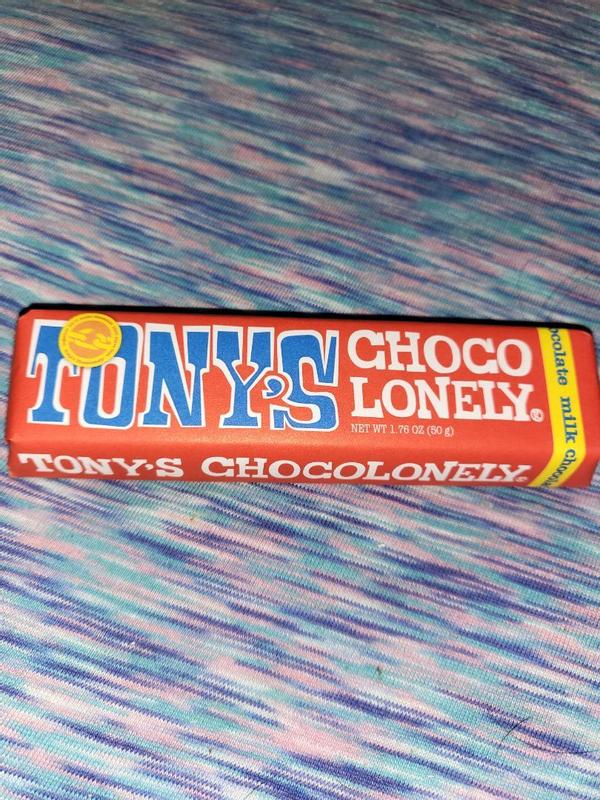 TONY'S
CHOCO
LONELY
NET WT 1.76 OZ (50 g)
TONY'S CHOCOLONELY
milk